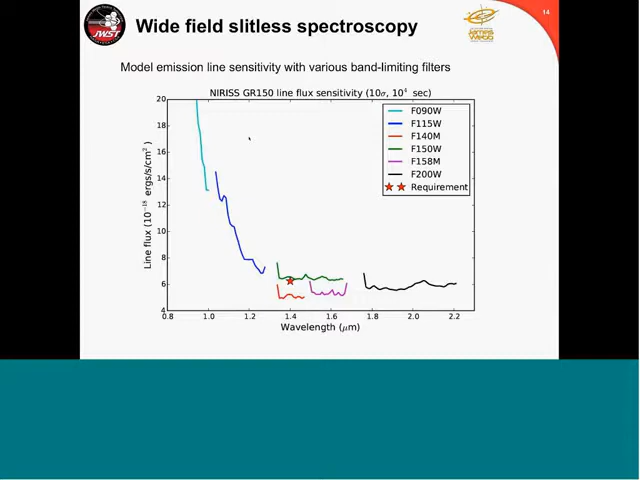 14
Wide field slitless spectroscopy
JWST
Model emission line sensitivity with various band-limiting filters
NIRISS GR150 line flux sensitivity (10σ, 10⁴ sec)
Line flux (10⁻¹⁸ ergs/s/cm²)
20
18
16
14
12
10
8
6
4
F090W
F115W
F140M
F150W
F158M
F200W
Requirement
0.8 1.0 1.2 1.4 1.6 1.8 2.0 2.2
Wavelength (μm)